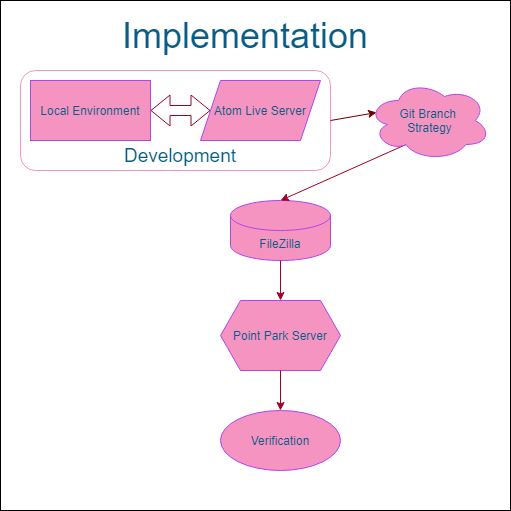 Implementation
Local Environment
Atom Live Server
Development
Git Branch
Strategy
FileZilla
Point Park Server
Verification